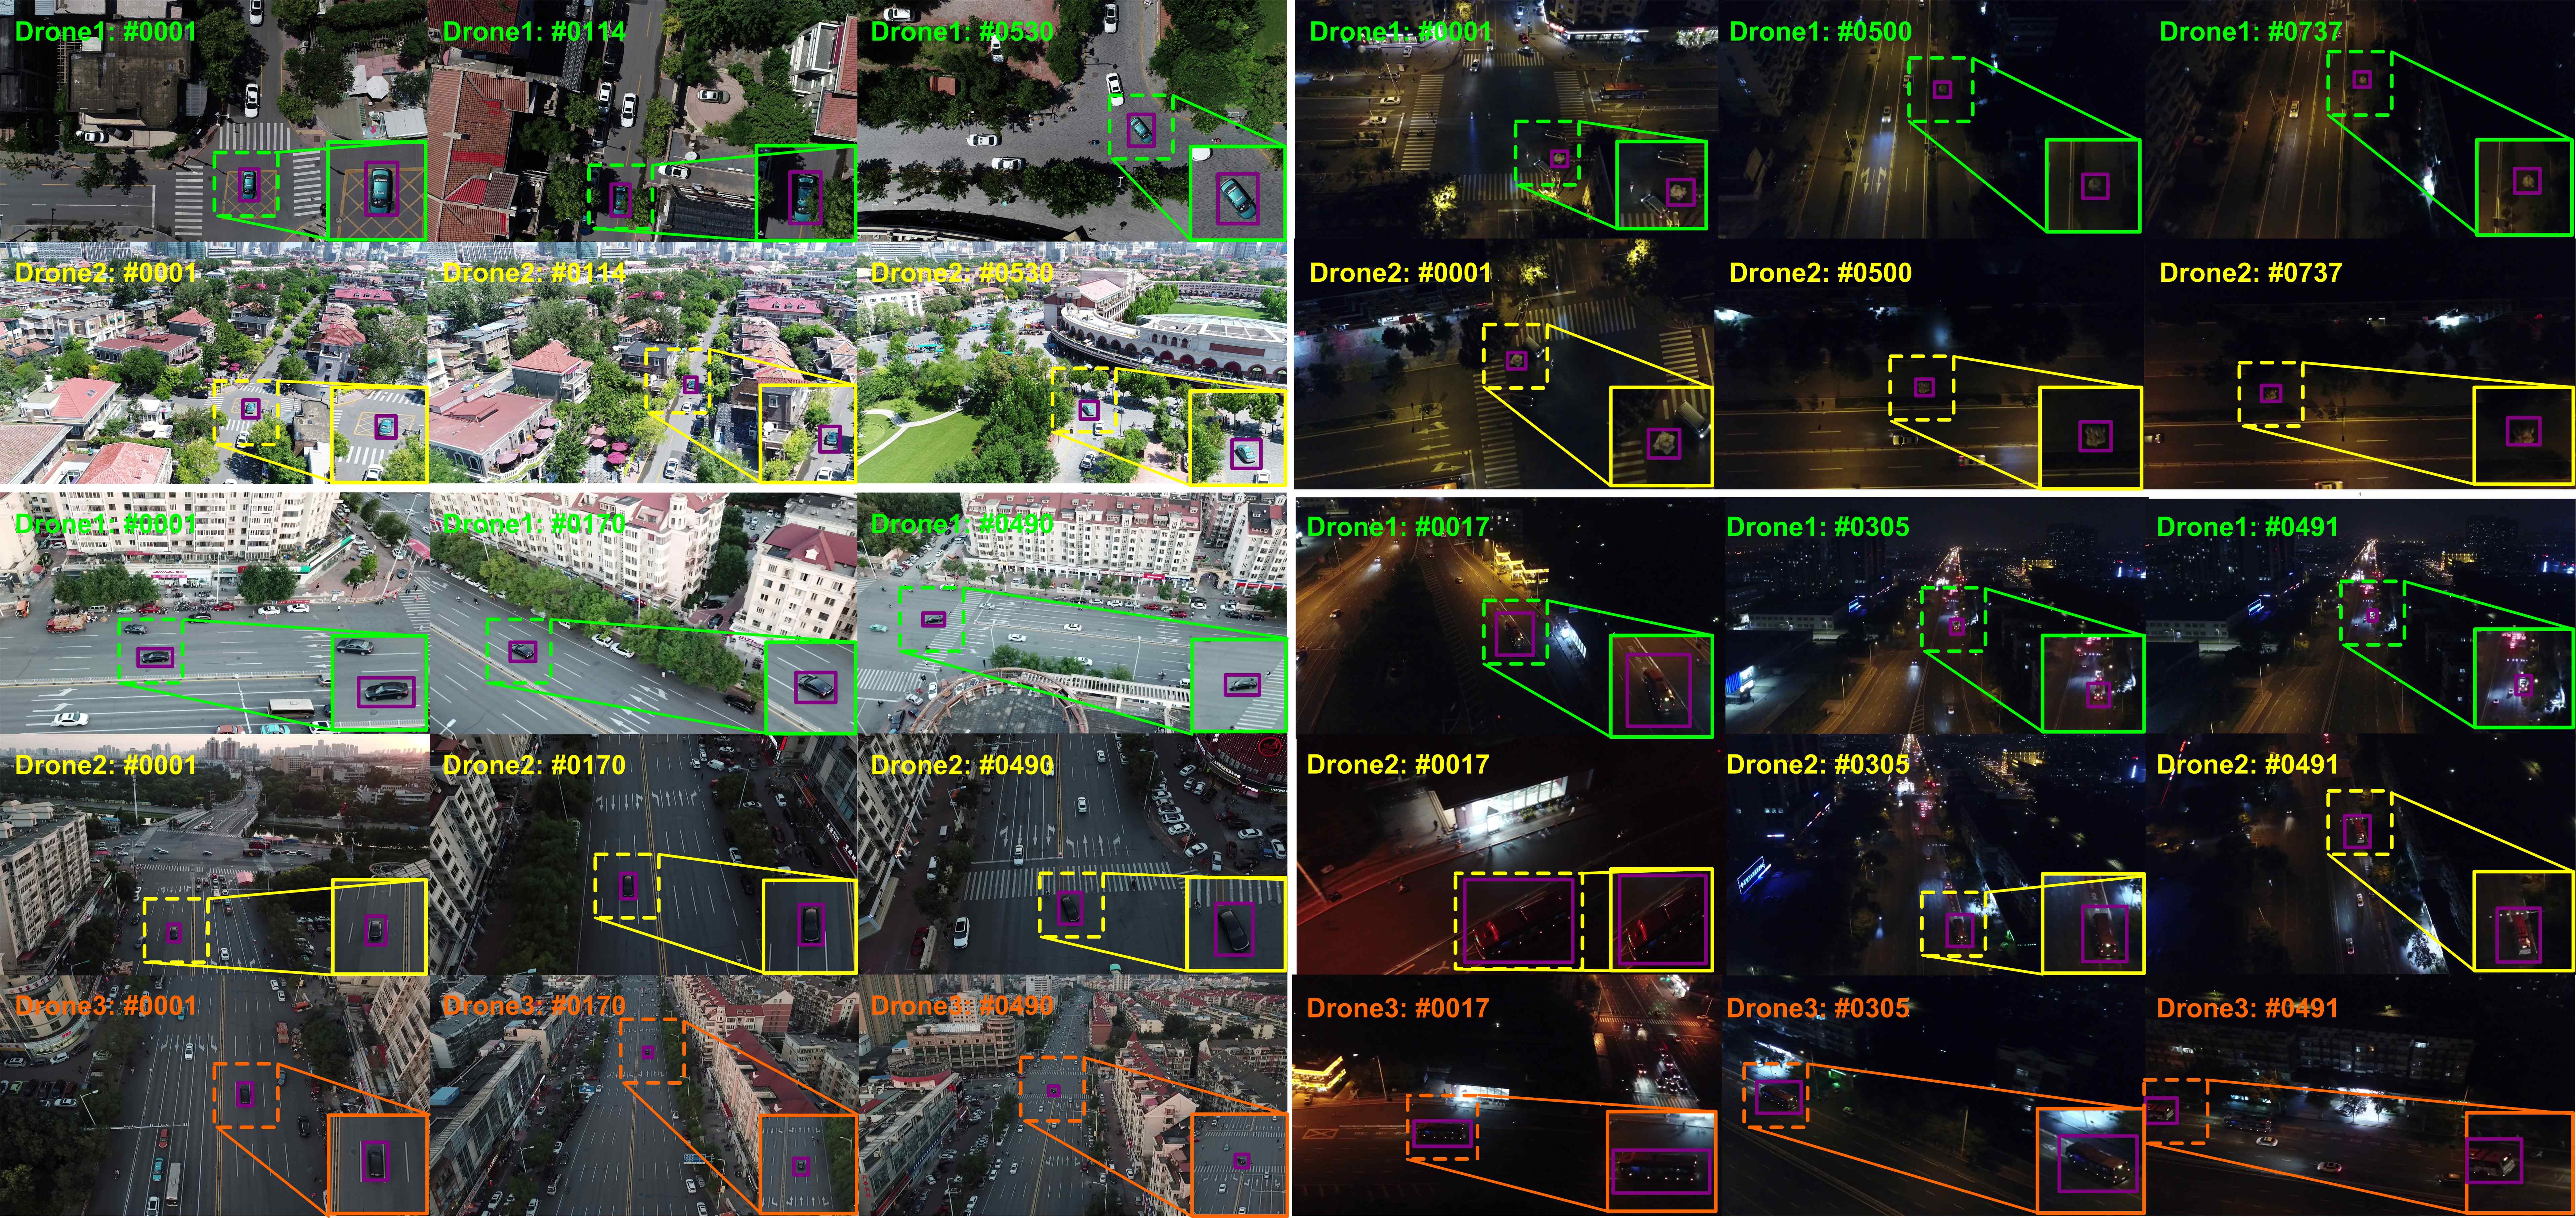 Drone1: #0001
Drone1: #0114
Drone1: #0530
Drone1: #0001
Drone1: #0500
Drone1: #0737
Drone2: #0001
Drone2: #0114
Drone2: #0530
Drone2: #0001
Drone2: #0500
Drone2: #0737
Drone1: #0001
Drone1: #0170
Drone1: #0490
Drone1: #0017
Drone1: #0305
Drone1: #0491
Drone2: #0001
Drone2: #0170
Drone2: #0490
Drone2: #0017
Drone2: #0305
Drone2: #0491
Drone3: #0001
Drone3: #0170
Drone3: #0490
Drone3: #0017
Drone3: #0305
Drone3: #0491